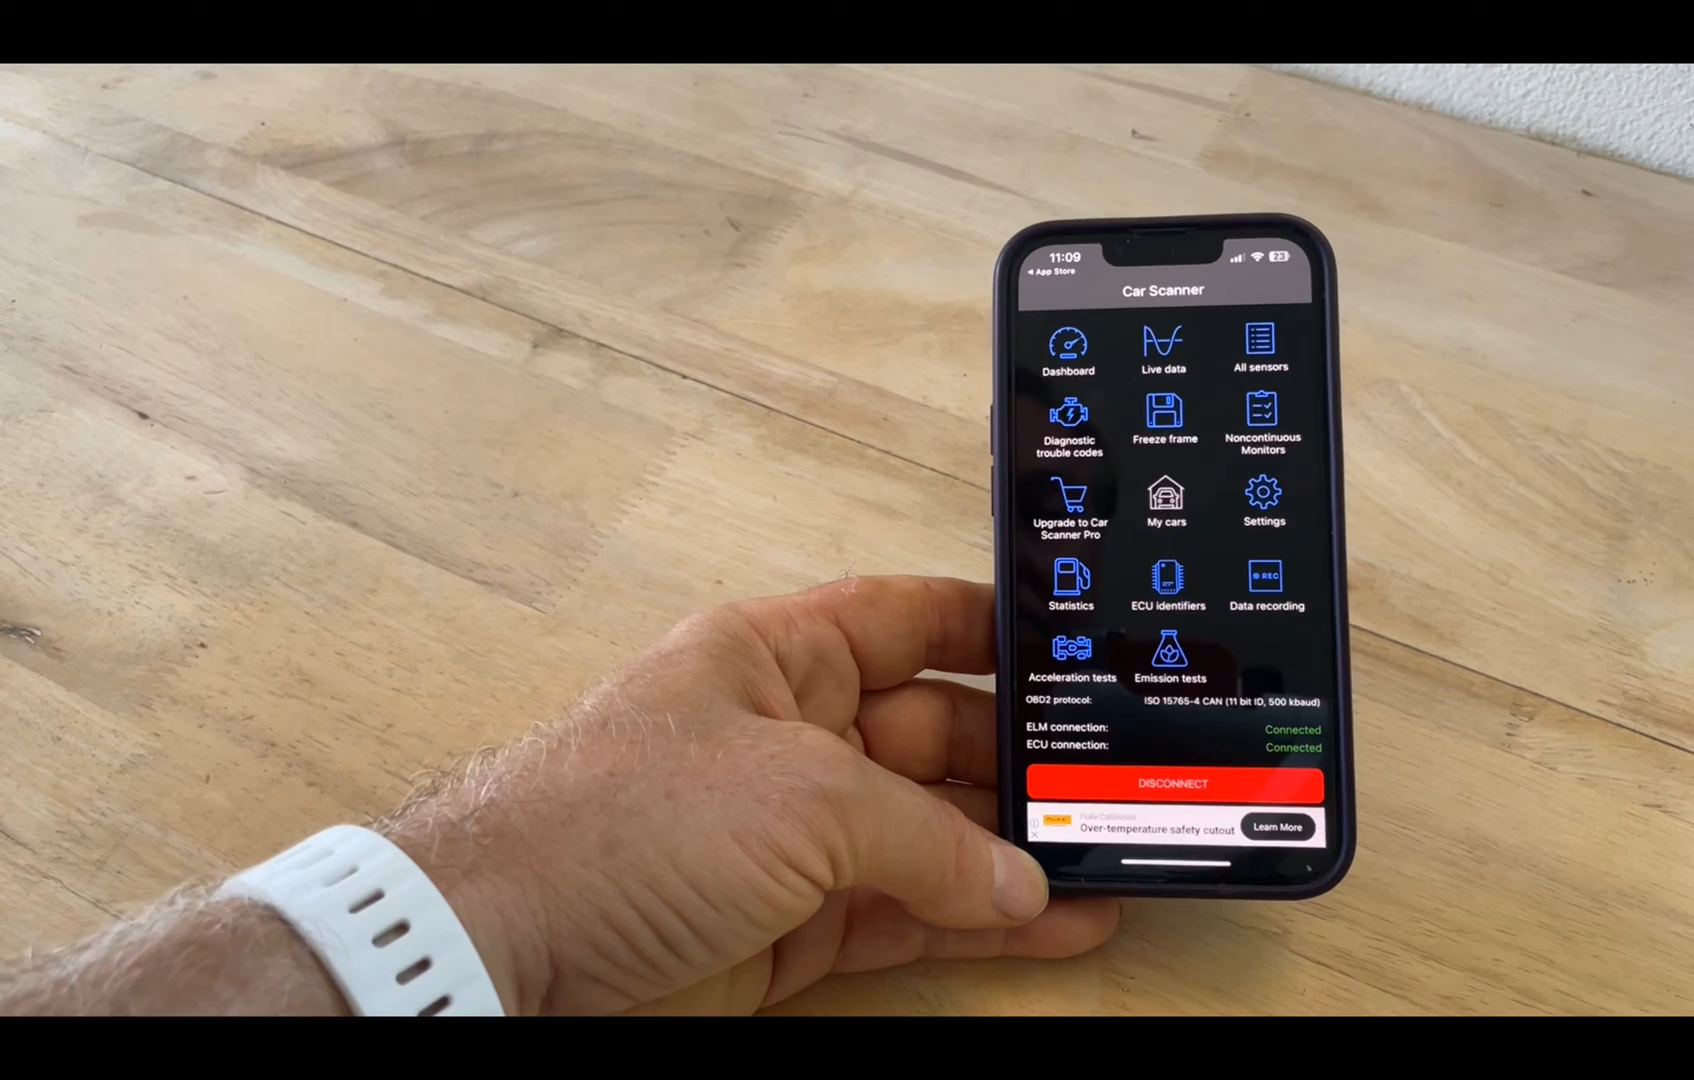 11:09
23
◀ App Store
Car Scanner
Dashboard
Live data
All sensors
Diagnostic
trouble codes
Freeze frame
Noncontinuous
Monitors
Upgrade to Car
Scanner Pro
My cars
Settings
Statistics
ECU identifiers
REC
Data recording
Acceleration tests
Emission tests
OBD2 protocol:
ISO 15765-4 CAN (11 bit ID, 500 kbaud)
ELM connection:
Connected
ECU connection:
Connected
DISCONNECT
Over-temperature safety cutout
Learn More